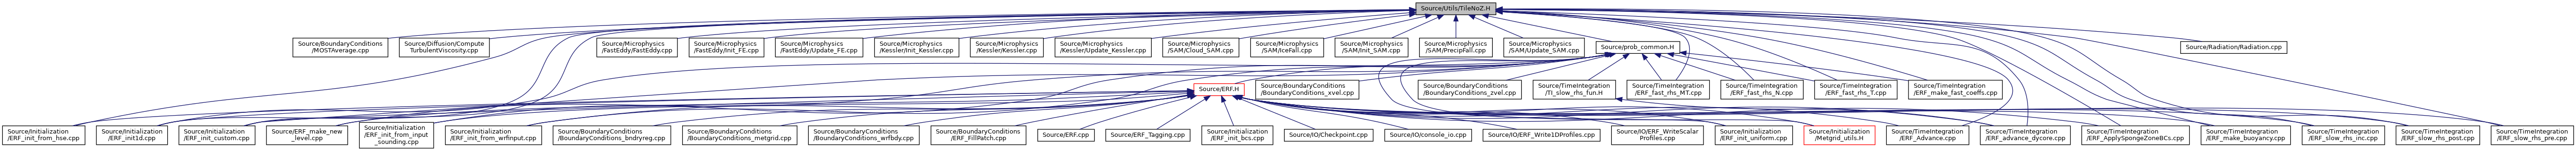 Source/Utils/TileNoZ.H
Source/BoundaryConditions
/MOSTAverage.cpp
Source/Diffusion/Compute
TurbulentViscosity.cpp
Source/Microphysics
/FastEddy/FastEddy.cpp
Source/Microphysics
/FastEddy/Init_FE.cpp
Source/Microphysics
/FastEddy/Update_FE.cpp
Source/Microphysics
/Kessler/Init_Kessler.cpp
Source/Microphysics
/Kessler/Kessler.cpp
Source/Microphysics
/Kessler/Update_Kessler.cpp
Source/Microphysics
/SAM/Cloud_SAM.cpp
Source/Microphysics
/SAM/IceFall.cpp
Source/Microphysics
/SAM/Init_SAM.cpp
Source/Microphysics
/SAM/PrecipFall.cpp
Source/Microphysics
/SAM/Update_SAM.cpp
Source/prob_common.H
Source/Radiation/Radiation.cpp
Source/ERF.H
Source/BoundaryConditions
/BoundaryConditions_xvel.cpp
Source/BoundaryConditions
/BoundaryConditions_zvel.cpp
Source/TimeIntegration
/TI_slow_rhs_fun.H
Source/TimeIntegration
/ERF_fast_rhs_MT.cpp
Source/TimeIntegration
/ERF_fast_rhs_N.cpp
Source/TimeIntegration
/ERF_fast_rhs_T.cpp
Source/TimeIntegration
/ERF_make_fast_coeffs.cpp
Source/Initialization
/ERF_init_from_hse.cpp
Source/Initialization
/ERF_init1d.cpp
Source/Initialization
/ERF_init_custom.cpp
Source/ERF_make_new
_level.cpp
Source/Initialization
/ERF_init_from_input
_sounding.cpp
Source/Initialization
/ERF_init_from_wrfinput.cpp
Source/BoundaryConditions
/BoundaryConditions_bndryreg.cpp
Source/BoundaryConditions
/BoundaryConditions_metgrid.cpp
Source/BoundaryConditions
/BoundaryConditions_wrfbdy.cpp
Source/BoundaryConditions
/ERF_FillPatch.cpp
Source/ERF.cpp
Source/ERF_Tagging.cpp
Source/Initialization
/ERF_init_bcs.cpp
Source/IO/Checkpoint.cpp
Source/IO/console_io.cpp
Source/IO/ERF_Write1DProfiles.cpp
Source/IO/ERF_WriteScalar
Profiles.cpp
Source/Initialization
/ERF_init_uniform.cpp
Source/Initialization
/Metgrid_utils.H
Source/TimeIntegration
/ERF_Advance.cpp
Source/TimeIntegration
/ERF_advance_dycore.cpp
Source/TimeIntegration
/ERF_ApplySpongeZoneBCs.cpp
Source/TimeIntegration
/ERF_make_buoyancy.cpp
Source/TimeIntegration
/ERF_slow_rhs_inc.cpp
Source/TimeIntegration
/ERF_slow_rhs_post.cpp
Source/TimeIntegration
/ERF_slow_rhs_pre.cpp